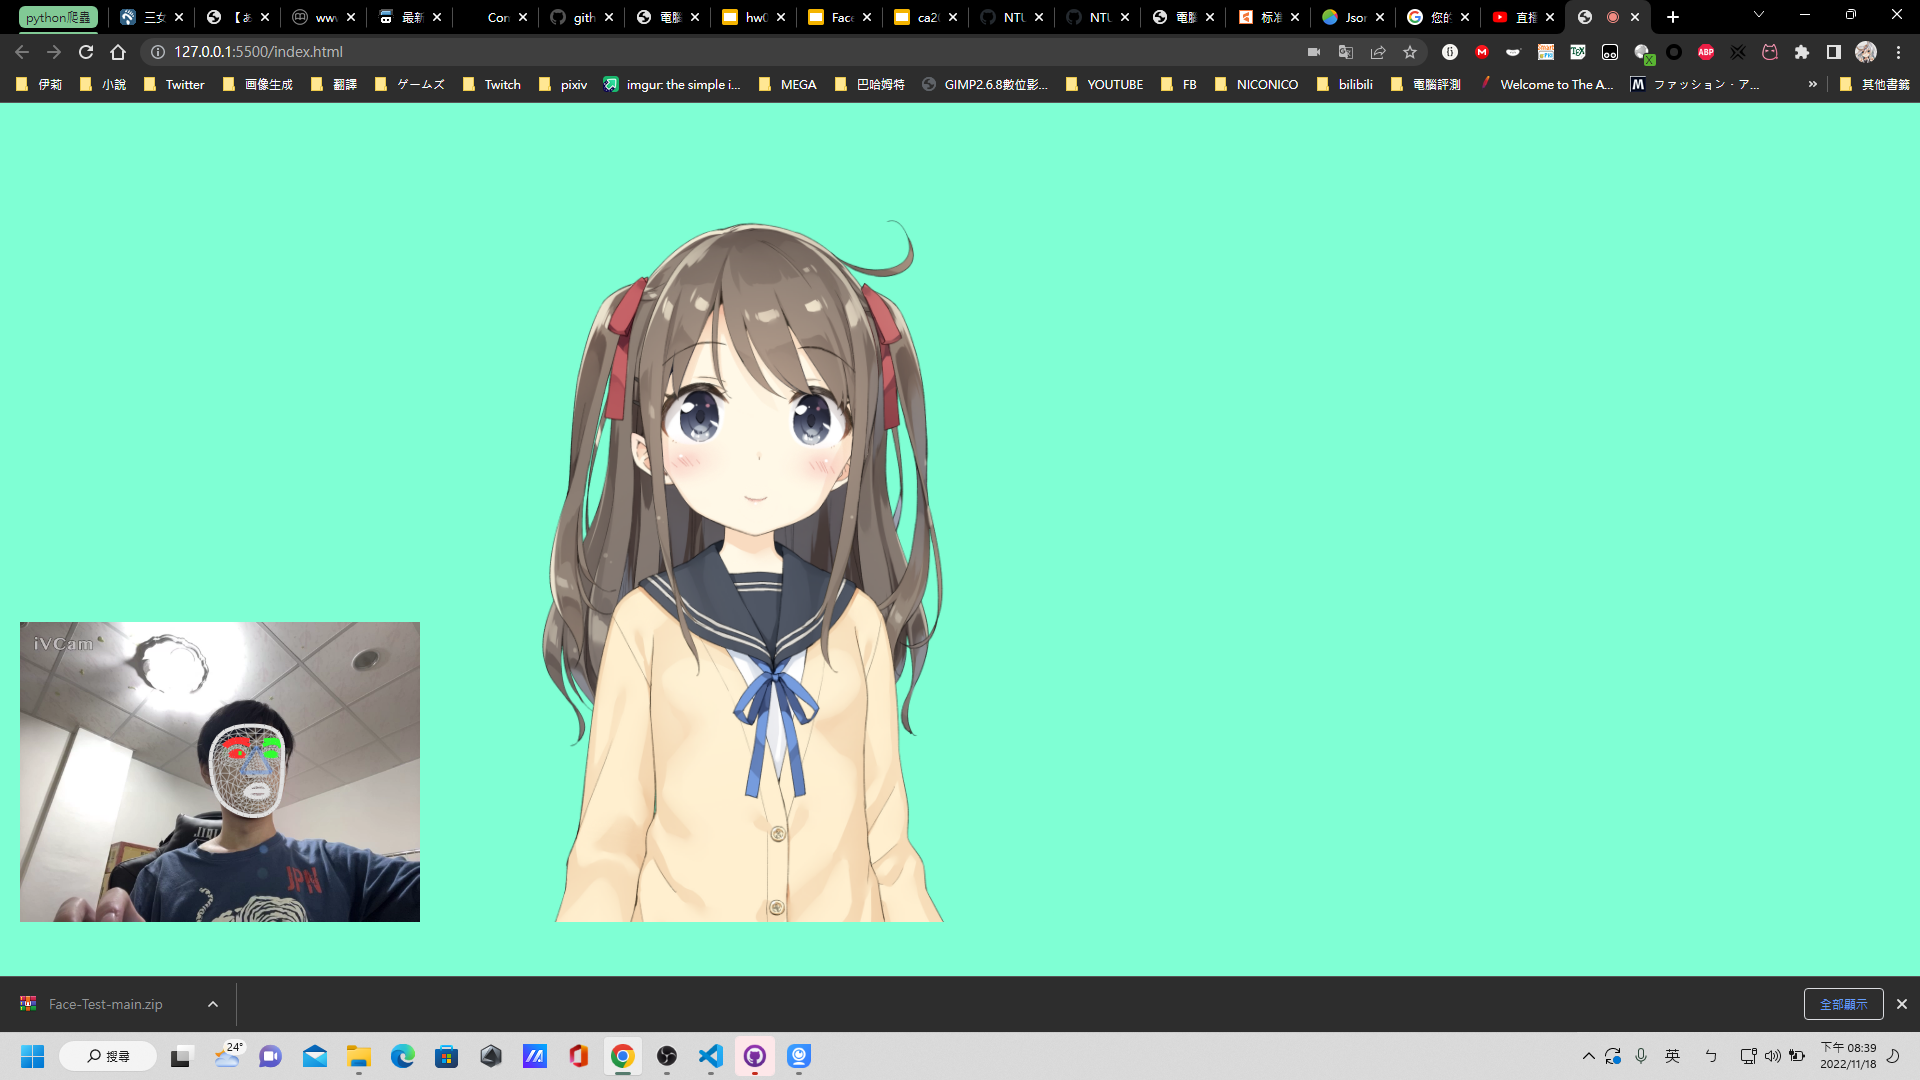 python爬蟲
三女
【あ
wwv
最新
Con
gith
電腦
hw0
Face
ca20
NTU
NTU
電腦
标准
Jsor
您的
直播
127.0.0.1:5500/index.html
伊莉
小說
Twitter
画像生成
翻譯
ゲームズ
Twitch
pixiv
imgur: the simple i...
MEGA
巴哈姆特
GIMP2.6.8數位影...
YOUTUBE
FB
NICONICO
bilibili
電腦評測
Welcome to The A...
ファッション・ア...
»
其他書籤
iVCam
JPN
Face-Test-main.zip
全部顯示
搜尋
24°
英
ㄅ
下午 08:39
2022/11/18